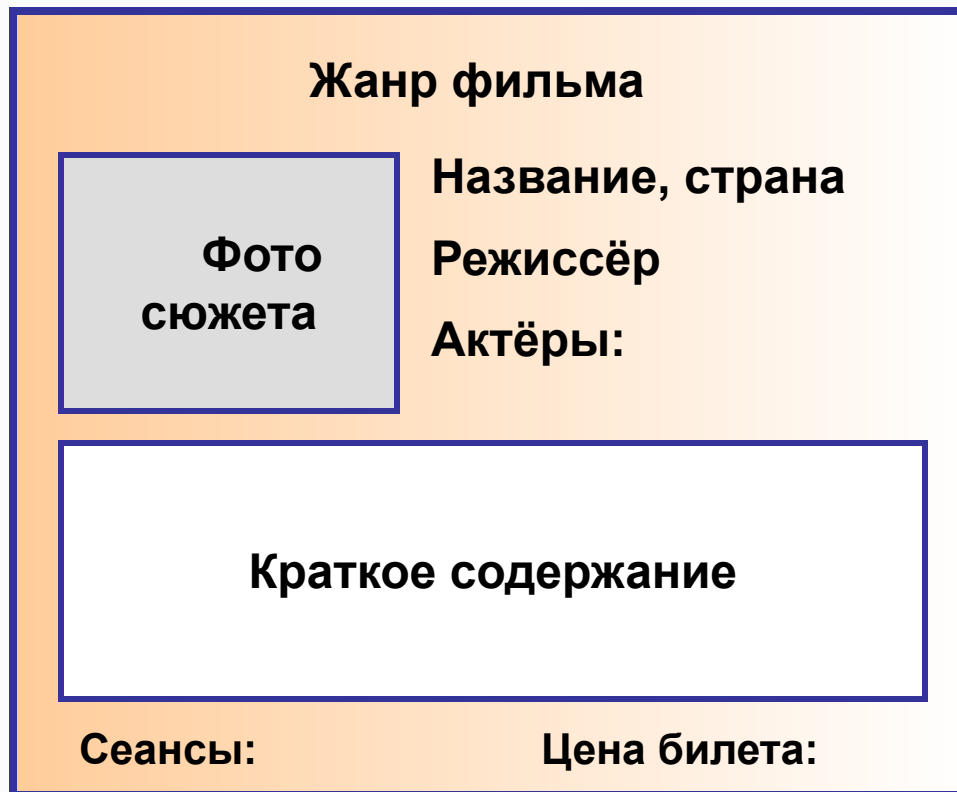 Жанр фильма
Название, страна
Фото
сюжета
Режиссёр
Актёры:
Краткое содержание
Сеансы:
Цена билета: